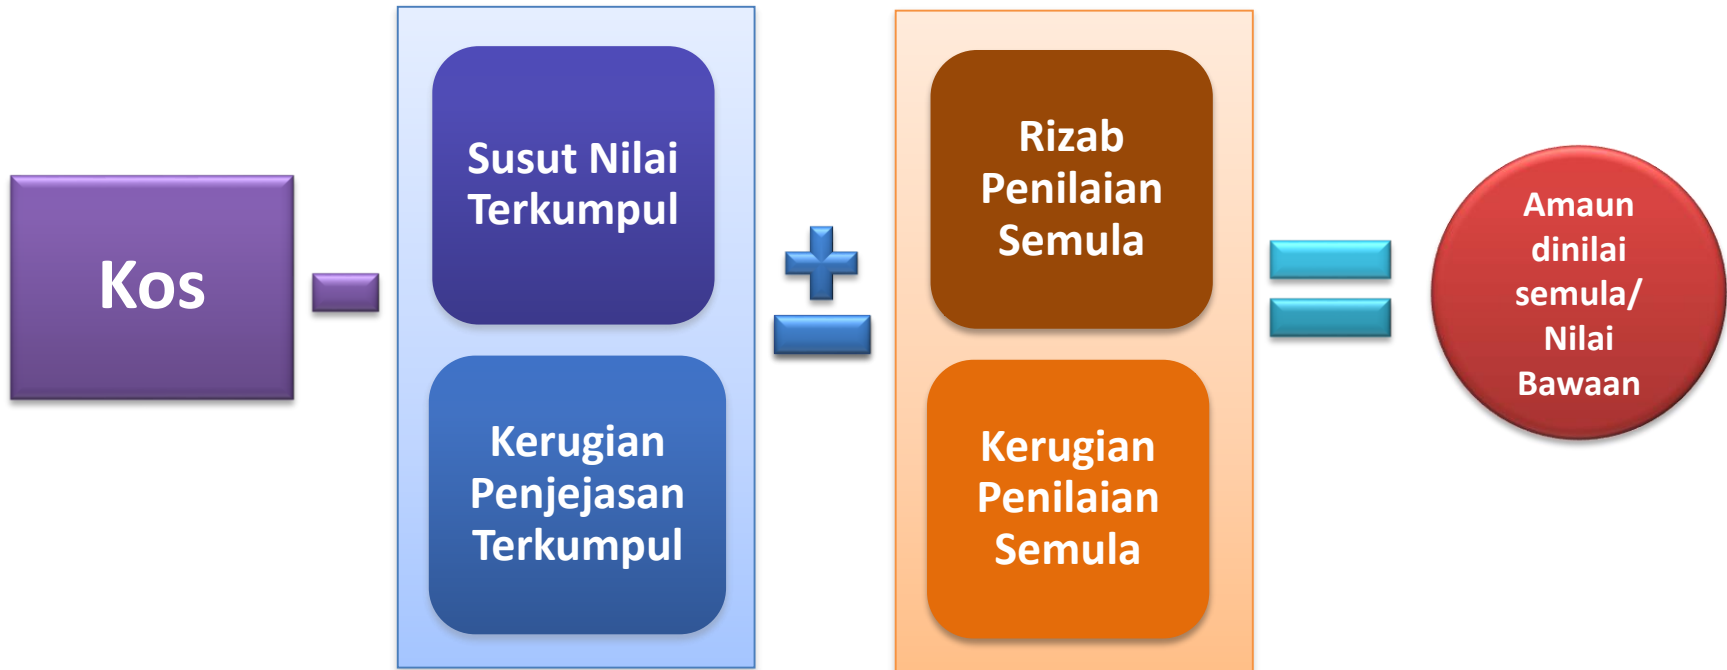 Kos
Susut Nilai
Terkumpul
Kerugian
Penjejasan
Terkumpul
Rizab
Penilaian
Semula
Kerugian
Penilaian
Semula
Amaun
dinilai
semula/
Nilai
Bawaan